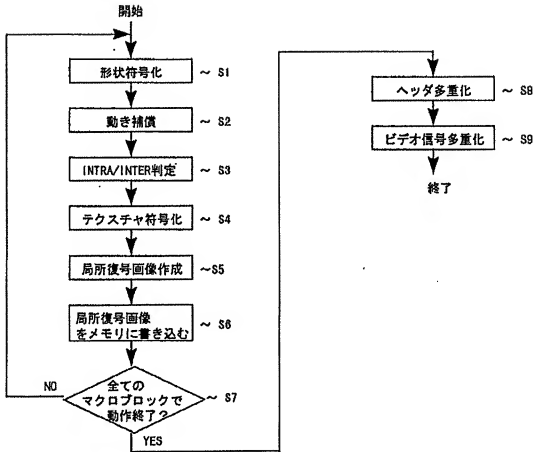 開始
形状符号化 ~ S1
動き補償 ~ S2
INTRA/INTER判定 ~ S3
テクスチャ符号化 ~ S4
局所復号画像作成 ~S5
局所復号画像
をメモリに書き込む ~ S6
全ての
マクロブロックで
動作終了? ~ S7
NO
YES
ヘッダ多重化 ~ S8
ビデオ信号多重化 ~ S9
終了